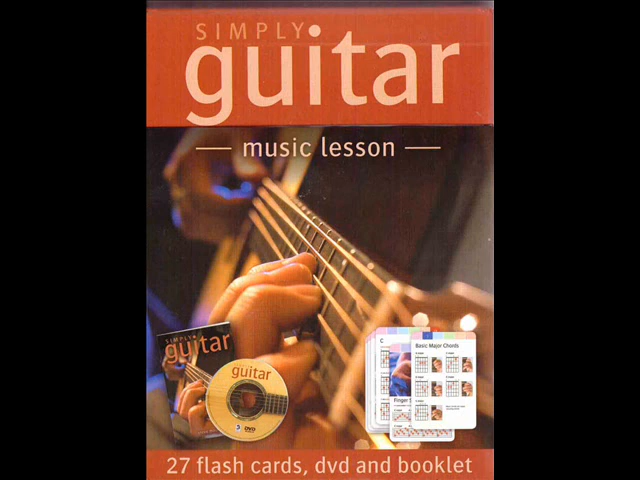 SIMPLY
guitar
music lesson
SIMPLY
guitar
guitar
DVD
C
Basic Major Chords
Finger
27 flash cards, dvd and booklet